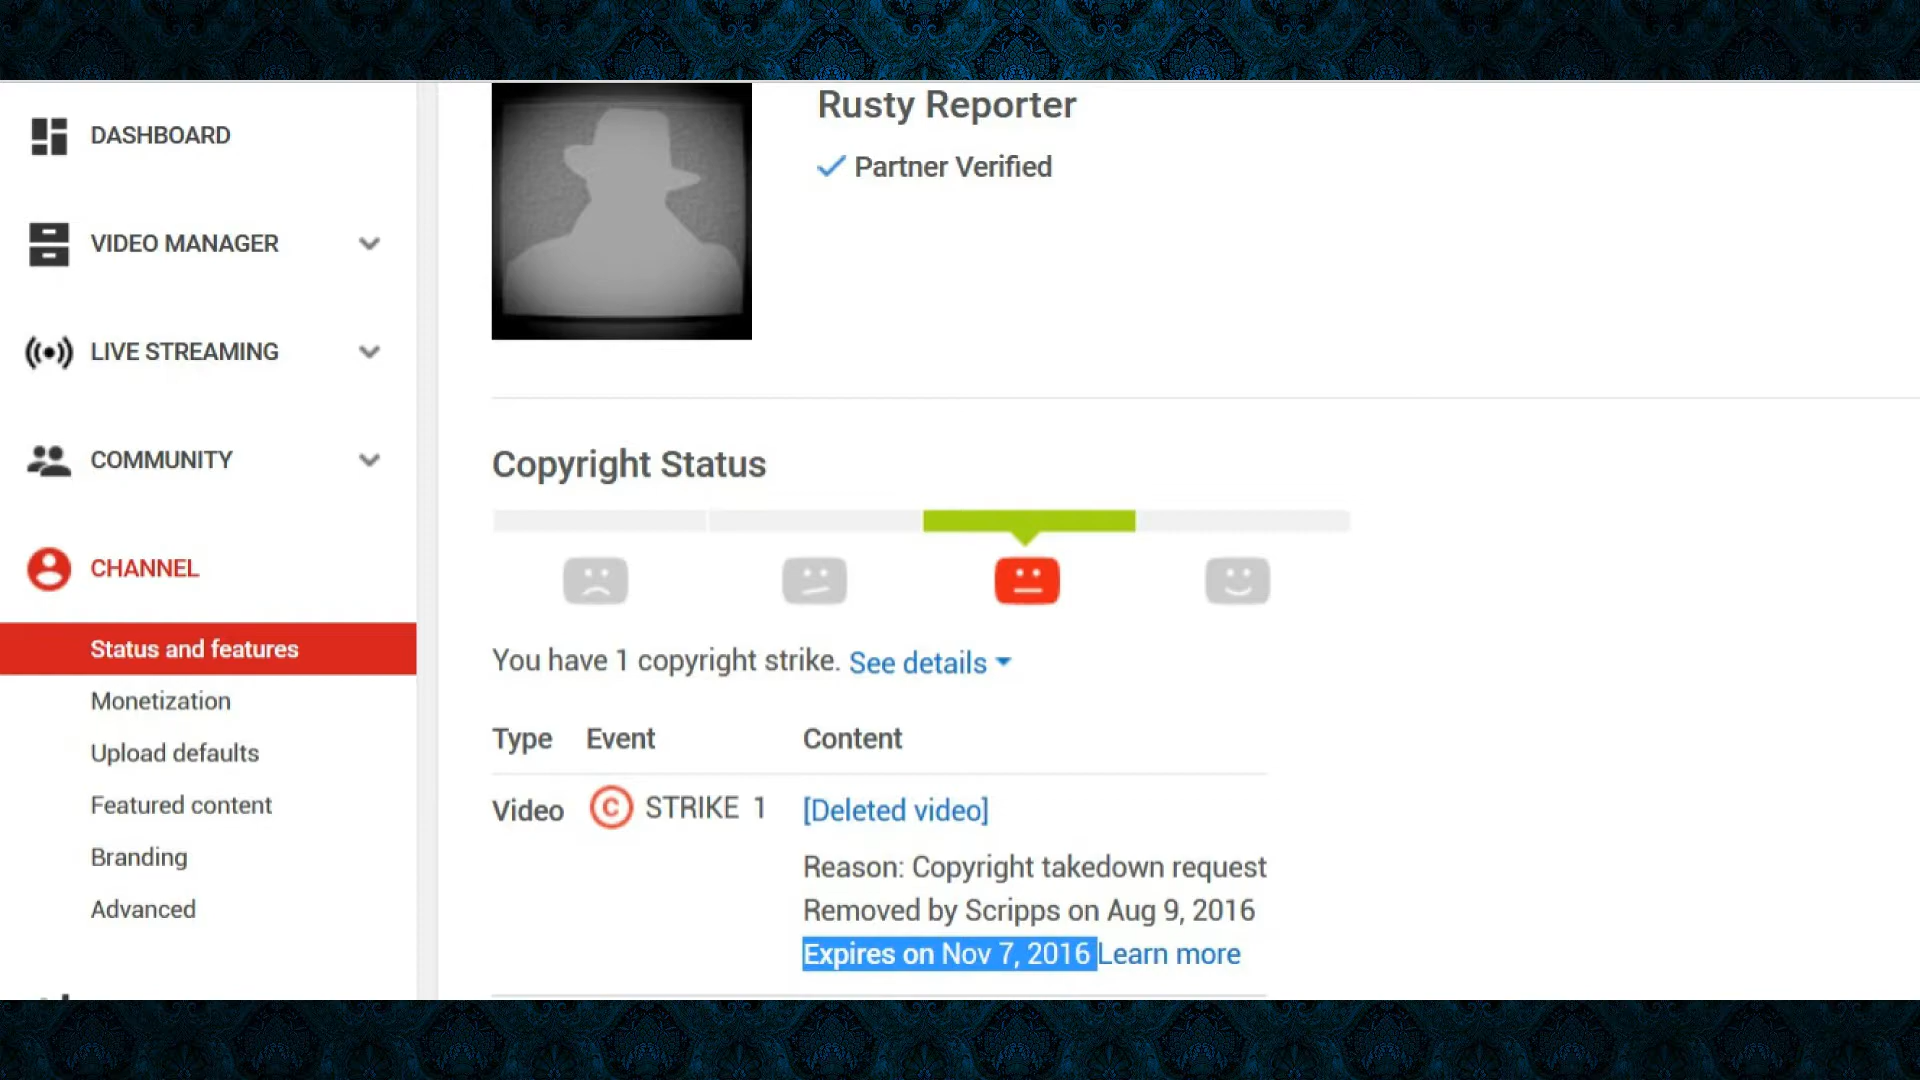 DASHBOARD
VIDEO MANAGER
LIVE STREAMING
COMMUNITY
CHANNEL
Status and features
Monetization
Upload defaults
Featured content
Branding
Advanced
Rusty Reporter
Partner Verified
Copyright Status
You have 1 copyright strike. See details
Type Event Content
Video C STRIKE 1 [Deleted video]
Reason: Copyright takedown request
Removed by Scripps on Aug 9, 2016
Expires on Nov 7, 2016 Learn more